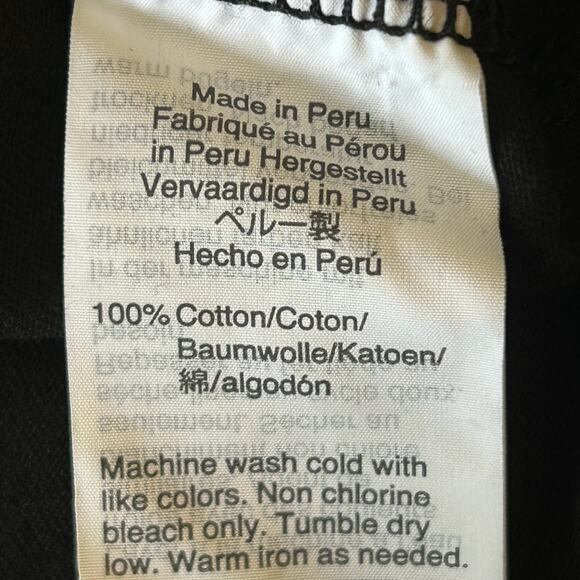 Made in Peru
Fabriqué au Pérou
in Peru Hergestellt
Vervaardigd in Peru
ペルー製
Hecho en Perú
100% Cotton/Coton/
Baumwolle/Katoen/
綿/algodón
Machine wash cold with
like colors. Non chlorine
bleach only. Tumble dry
low. Warm iron as needed.